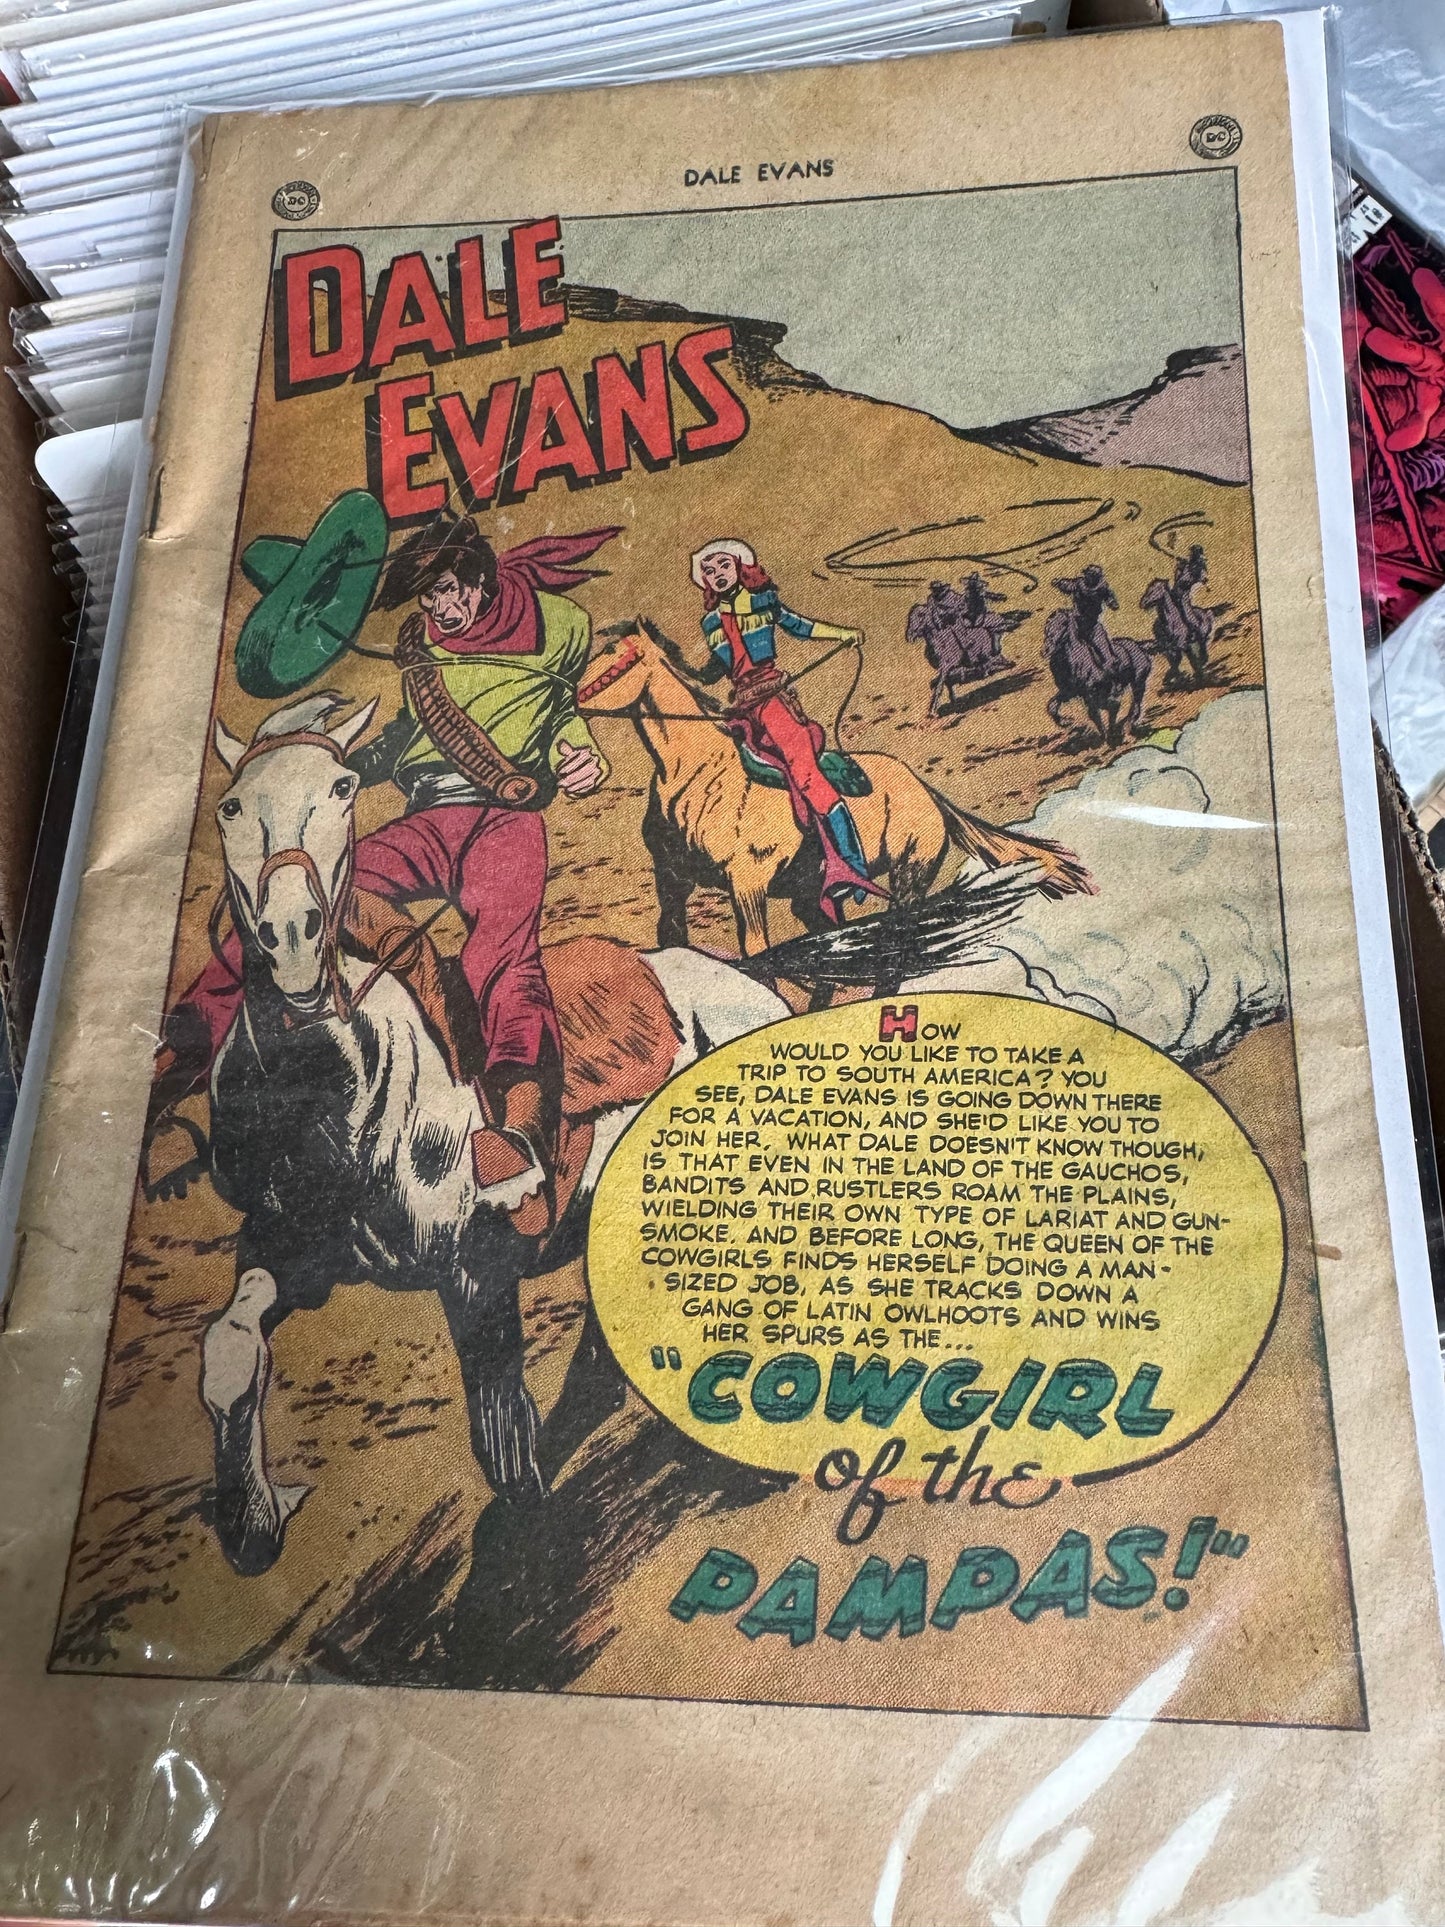 DALE EVANS
DC
DC
DALE
EVANS
HOW
WOULD YOU LIKE TO TAKE A
TRIP TO SOUTH AMERICA? YOU
SEE, DALE EVANS IS GOING DOWN THERE
FOR A VACATION, AND SHE'D LIKE YOU TO
JOIN HER. WHAT DALE DOESN'T KNOW THOUGH,
IS THAT EVEN IN THE LAND OF THE GAUCHOS,
BANDITS AND RUSTLERS ROAM THE PLAINS,
WIELDING THEIR OWN TYPE OF LARIAT AND GUN-
SMOKE. AND BEFORE LONG, THE QUEEN OF THE
COWGIRLS FINDS HERSELF DOING A MAN-
SIZED JOB, AS SHE TRACKS DOWN A
GANG OF LATIN OWLHOOTS AND WINS
HER SPURS AS THE...
"COWGIRL
of the
PAMPAS!"